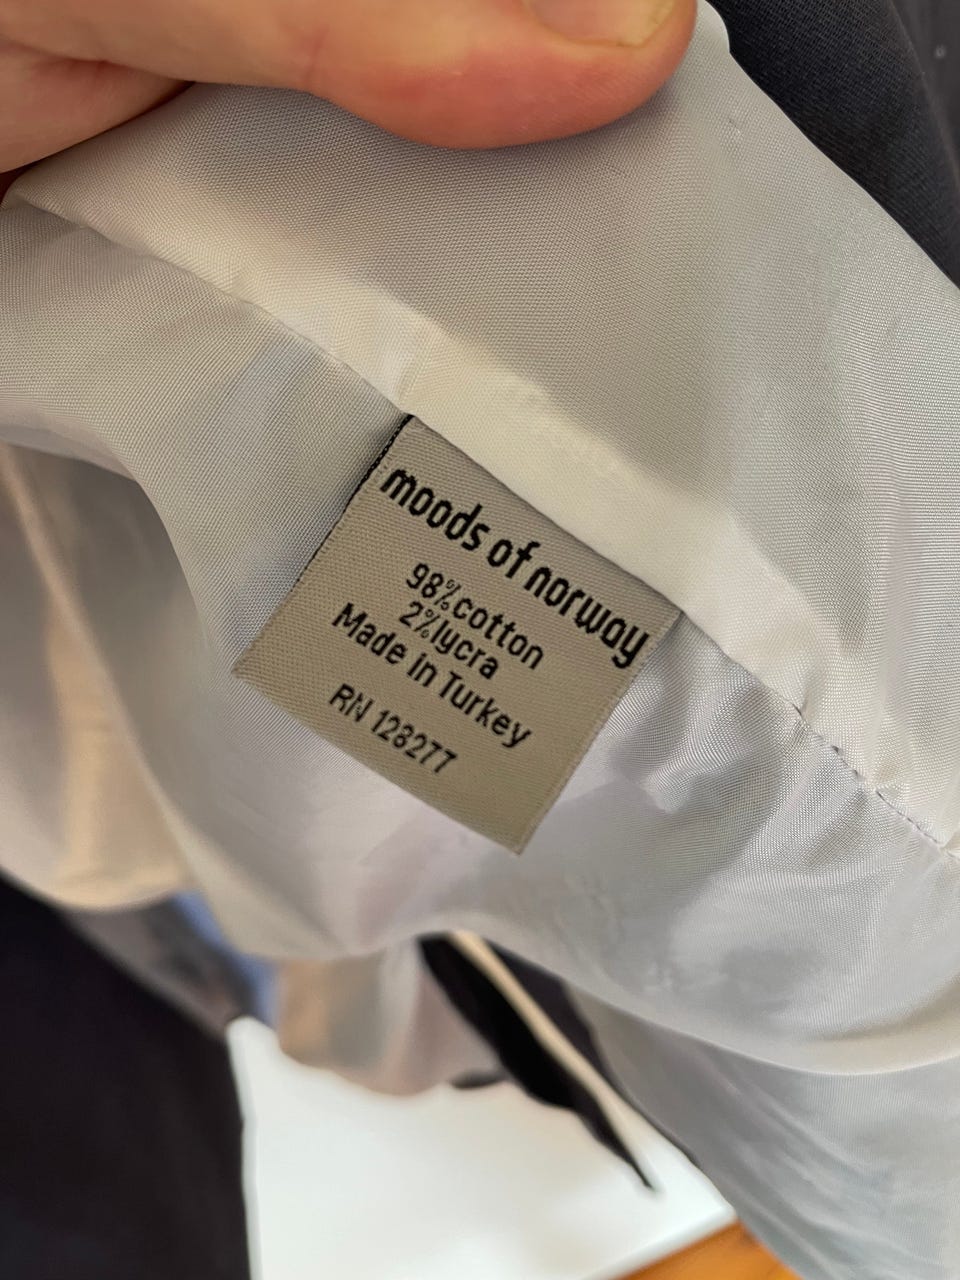 moods of norway
98%cotton
2%lycra
Made in Turkey
RN 128277